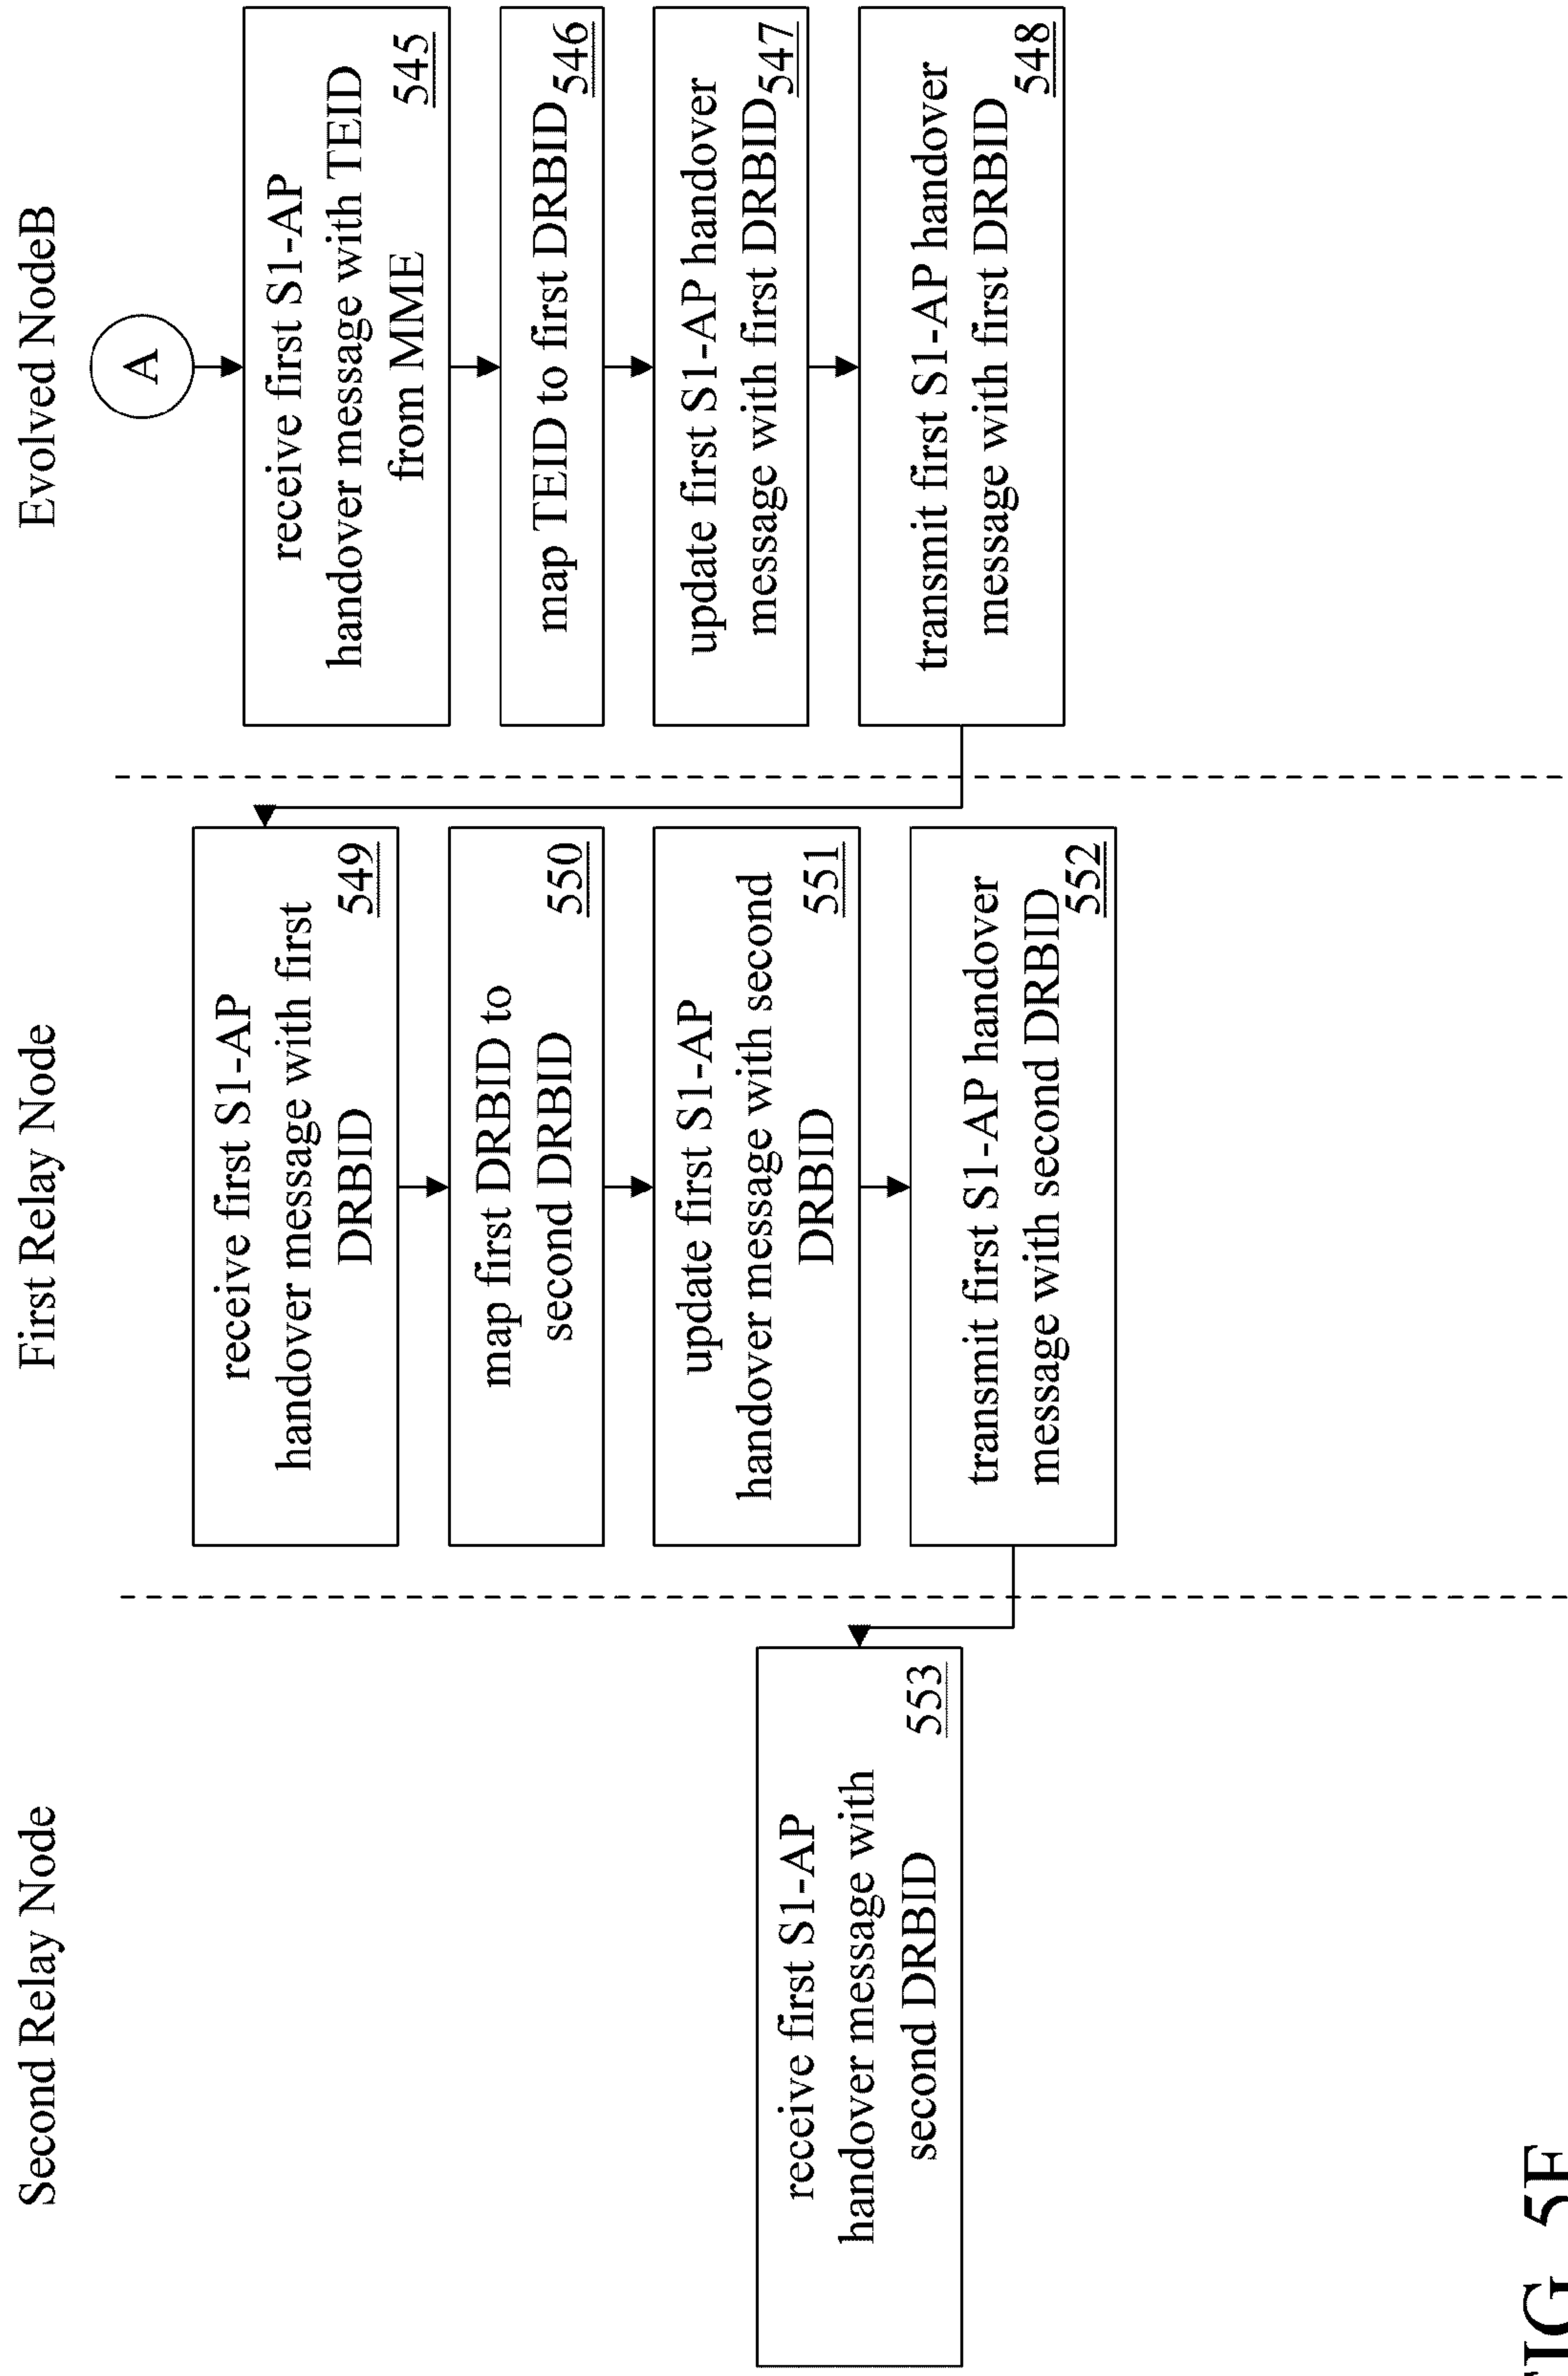 Second Relay Node
First Relay Node
Evolved NodeB
A
receive first S1-AP
handover message with TEID
from MME
545
map TEID to first DRBID
546
update first S1-AP handover
message with first DRBID
547
transmit first S1-AP handover
message with first DRBID
548
receive first S1-AP
handover message with first
DRBID
549
map first DRBID to
second DRBID
550
update first S1-AP
handover message with second
DRBID
551
transmit first S1-AP handover
message with second DRBID
552
receive first S1-AP
handover message with
second DRBID
553